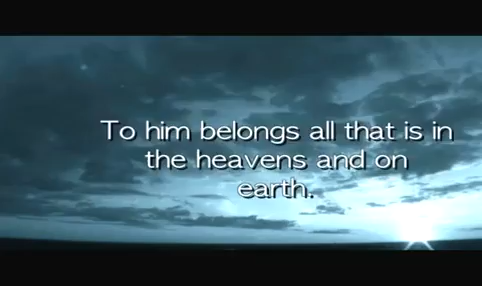 To him belongs all that is in
the heavens and on
earth.